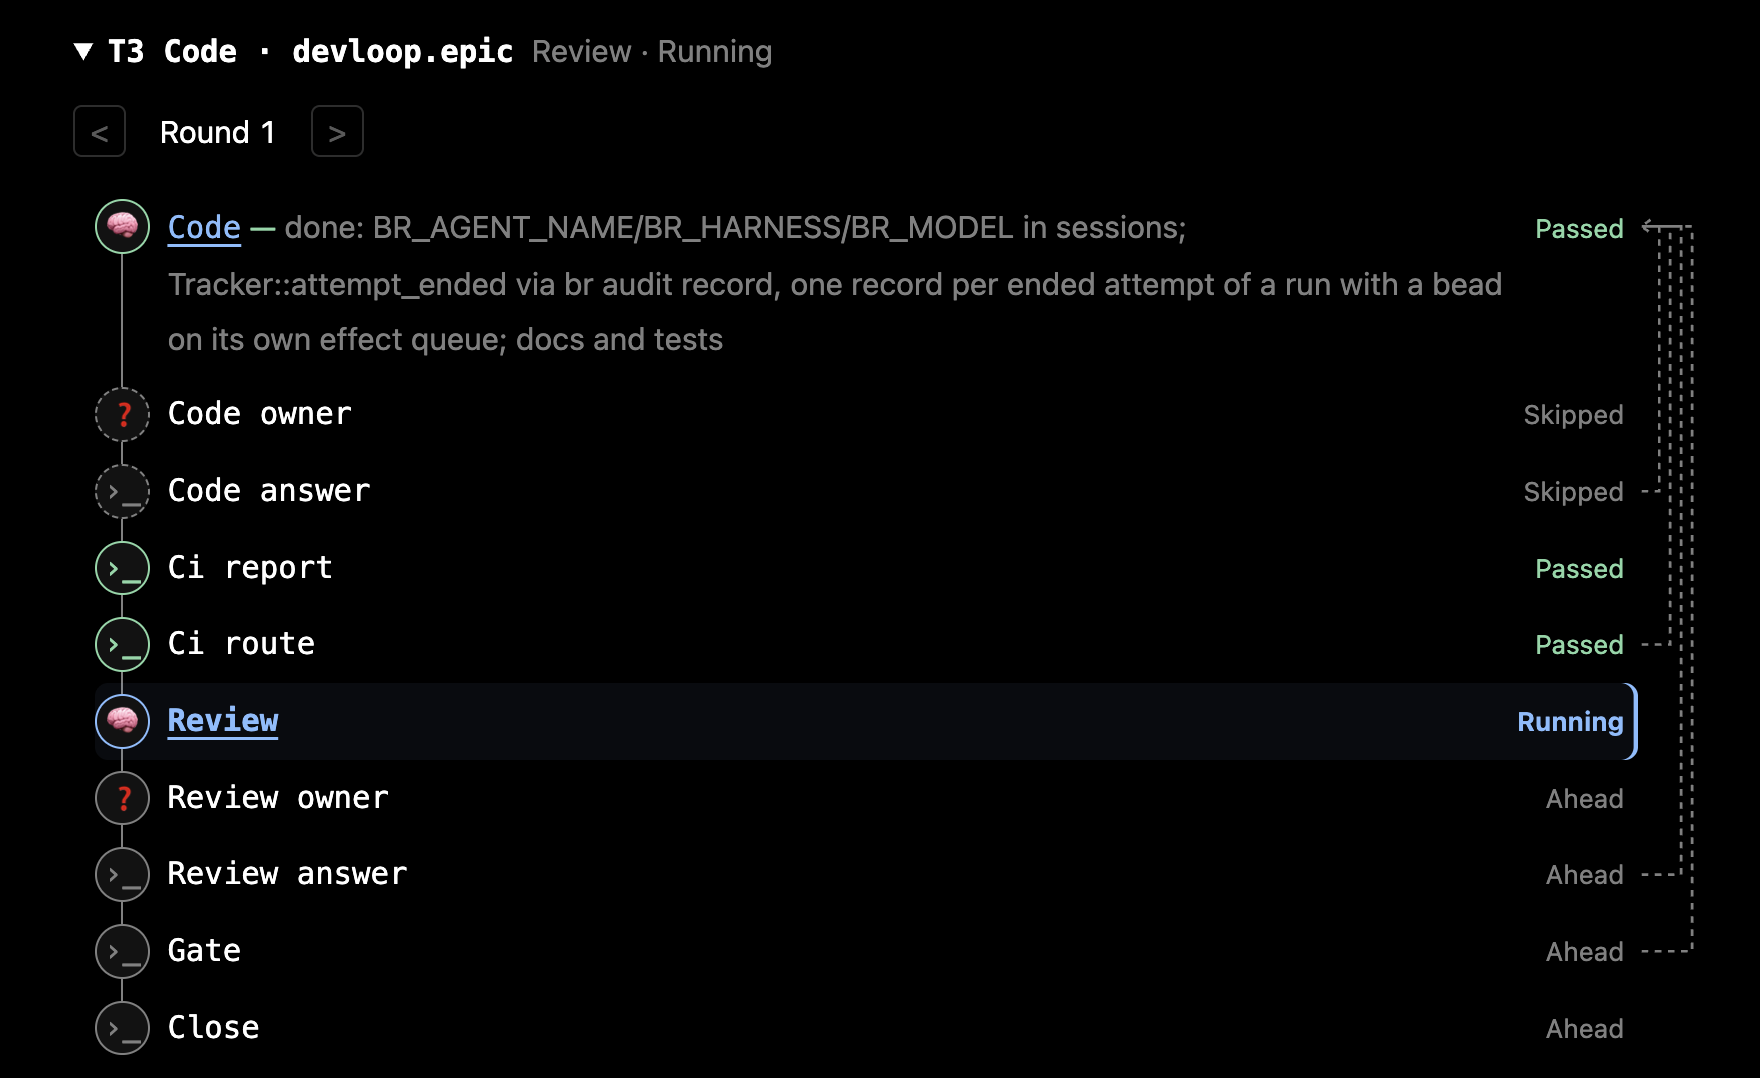 ▼ T3 Code · devloop.epic Review · Running
< Round 1 >
Code — done: BR_AGENT_NAME/BR_HARNESS/BR_MODEL in sessions; Passed
Tracker::attempt_ended via br audit record, one record per ended attempt of a run with a bead
on its own effect queue; docs and tests
❓ Code owner Skipped
›_ Code answer Skipped
›_ Ci report Passed
›_ Ci route Passed
Review Running
❓ Review owner Ahead
›_ Review answer Ahead
›_ Gate Ahead
›_ Close Ahead